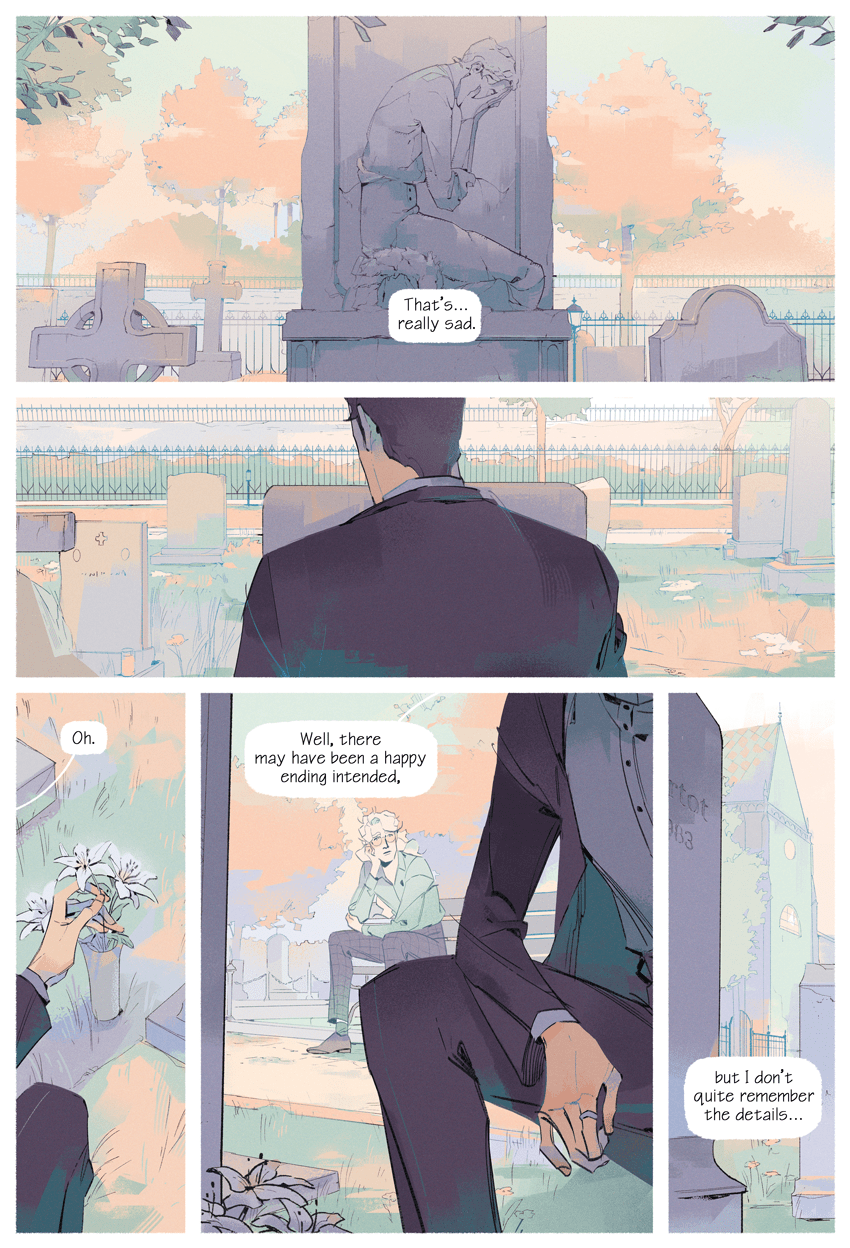 That's...
really sad.
Oh.
Well, there
may have been a happy
ending intended,
but I don't
quite remember
the details...